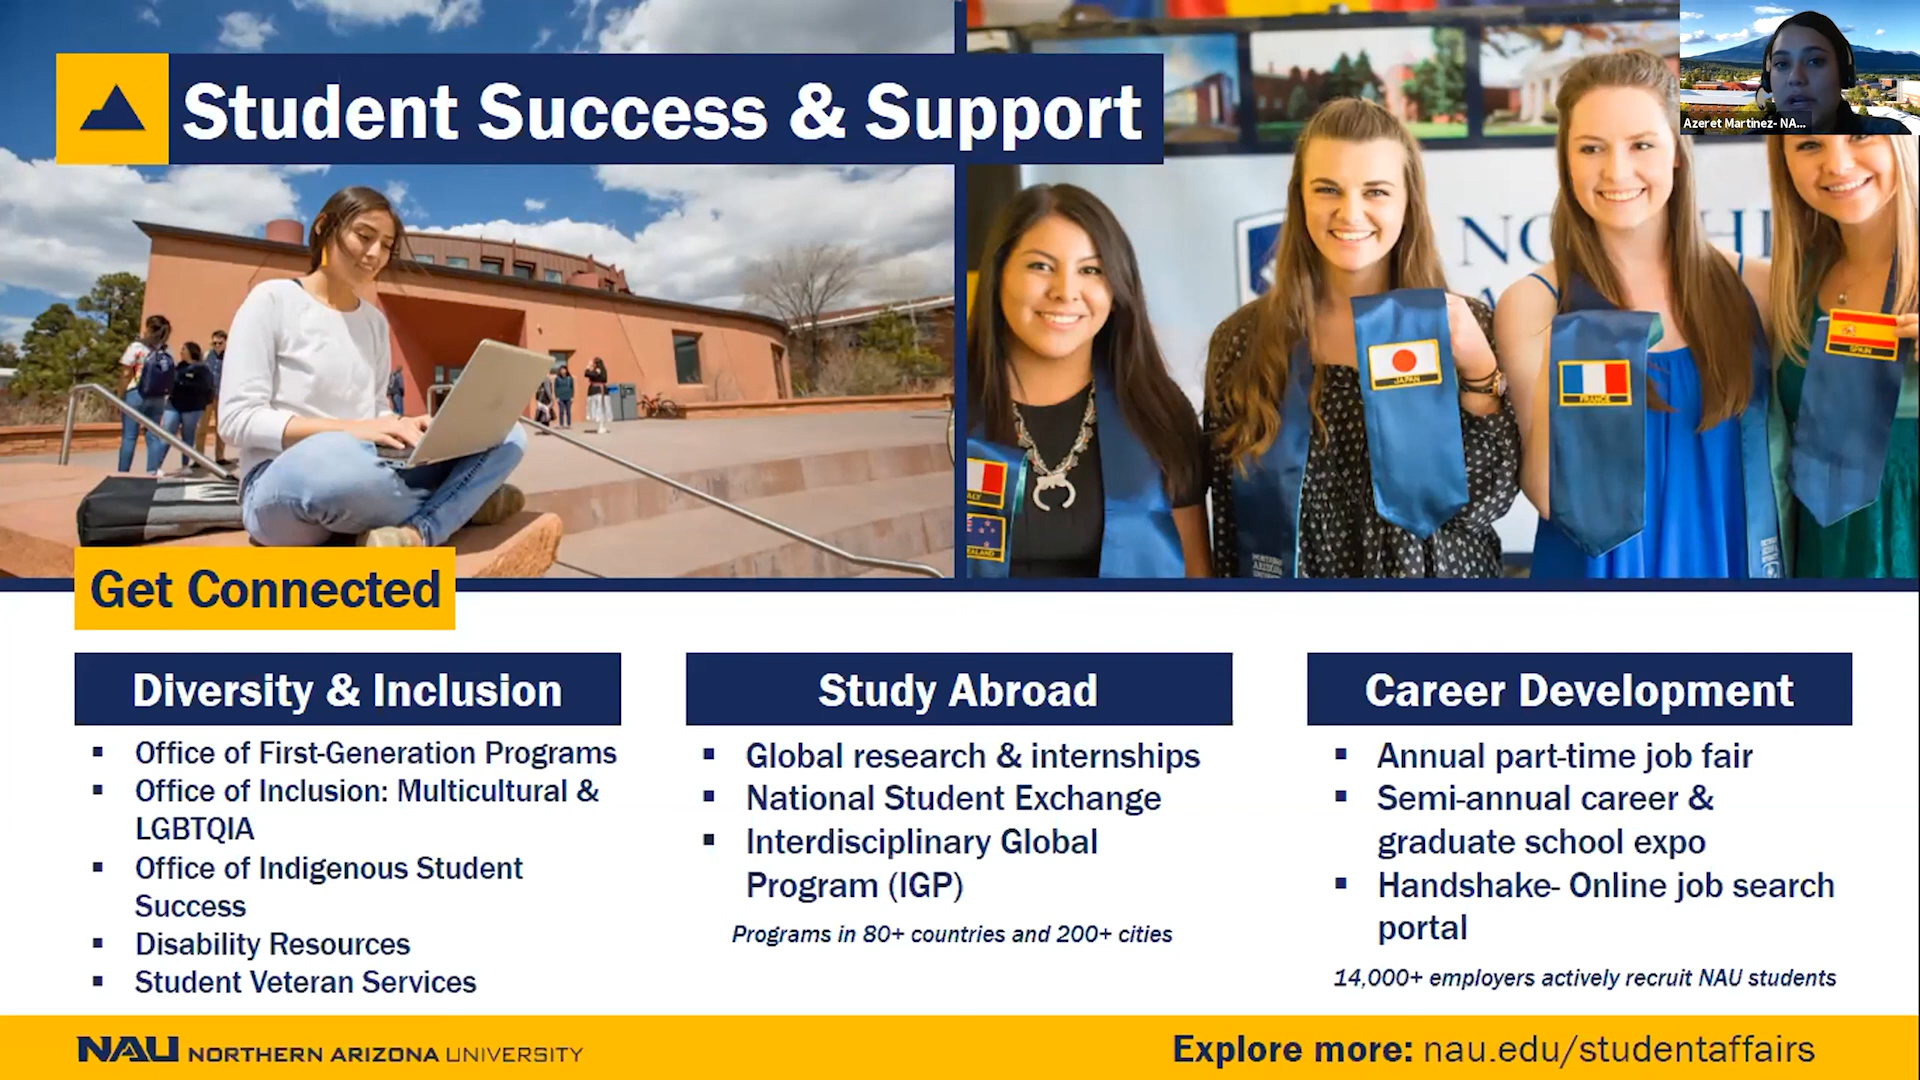 Student Success & Support
Azeret Martinez- NA...
JAPAN
FRANCE
SPAIN
Get Connected
Diversity & Inclusion
▪ Office of First-Generation Programs
▪ Office of Inclusion: Multicultural &
LGBTQIA
▪ Office of Indigenous Student
Success
▪ Disability Resources
▪ Student Veteran Services
Study Abroad
▪ Global research & internships
▪ National Student Exchange
▪ Interdisciplinary Global
Program (IGP)
Programs in 80+ countries and 200+ cities
Career Development
▪ Annual part-time job fair
▪ Semi-annual career &
graduate school expo
▪ Handshake- Online job search
portal
14,000+ employers actively recruit NAU students
NAU NORTHERN ARIZONA UNIVERSITY
Explore more: nau.edu/studentaffairs